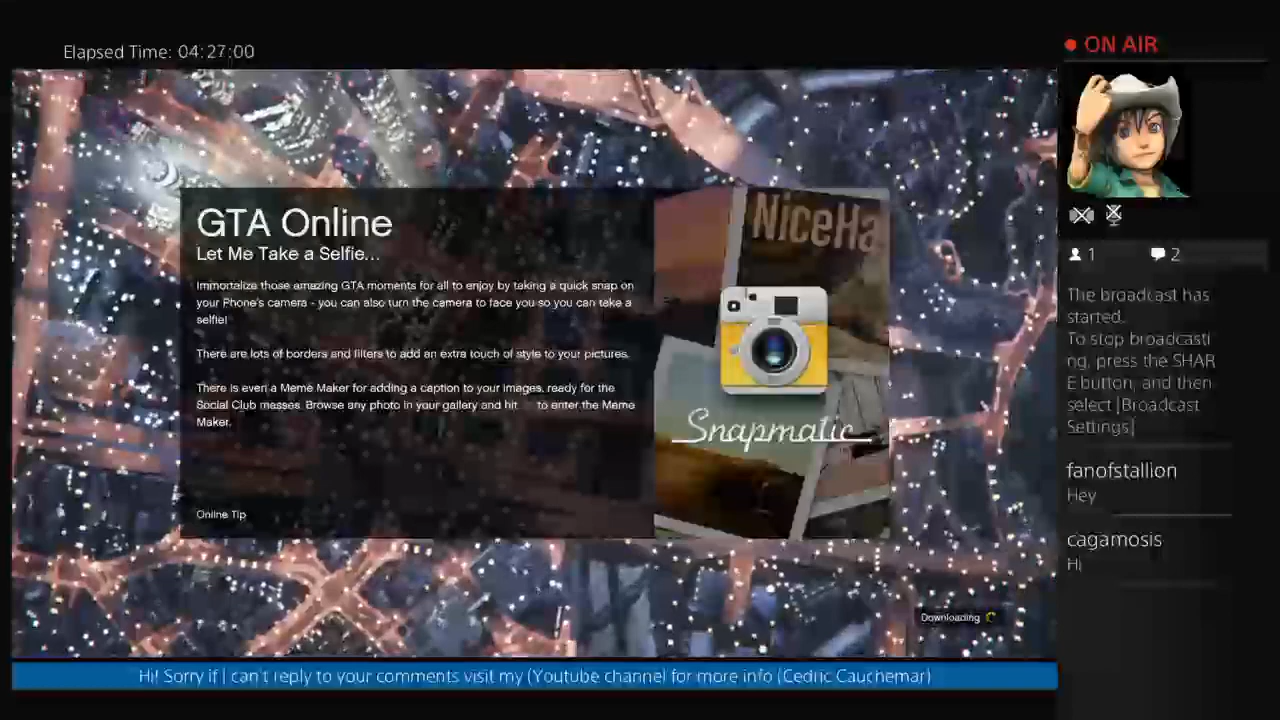 Elapsed Time: 04:27:00
ON AIR
GTA Online
Let Me Take a Selfie...
Immortalize those amazing GTA moments for all to enjoy by taking a quick snap on
your Phone's camera - you can also turn the camera to face you so you can take a
selfie!
There are lots of borders and filters to add an extra touch of style to your pictures.
There is even a Meme Maker for adding a caption to your images, ready for the
Social Club masses. Browse any photo in your gallery and hit to enter the Meme
Maker.
Online Tip
NiceHa
Snapmatic
Downloading
1 2
The broadcast has
started.
To stop broadcasti
ng, press the SHAR
E button, and then
select [Broadcast
Settings]
fanofstallion
Hey
cagamosis
Hi
Hi! Sorry if I can't reply to your comments visit my (Youtube channel for more info (Cedric Cauchemar)